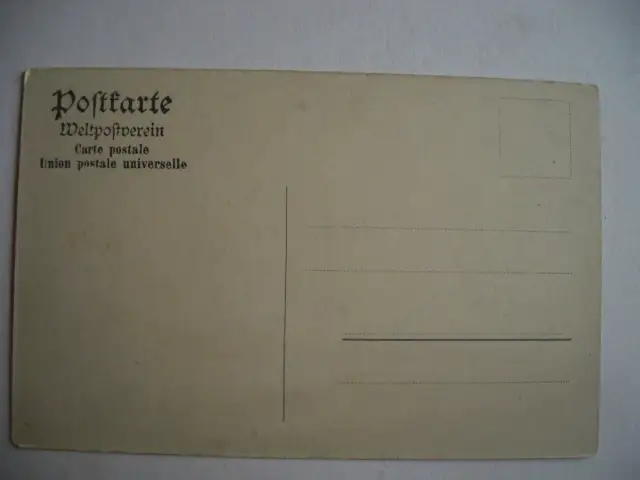 Postkarte
Weltpostverein
Carte postale
Union postale universelle